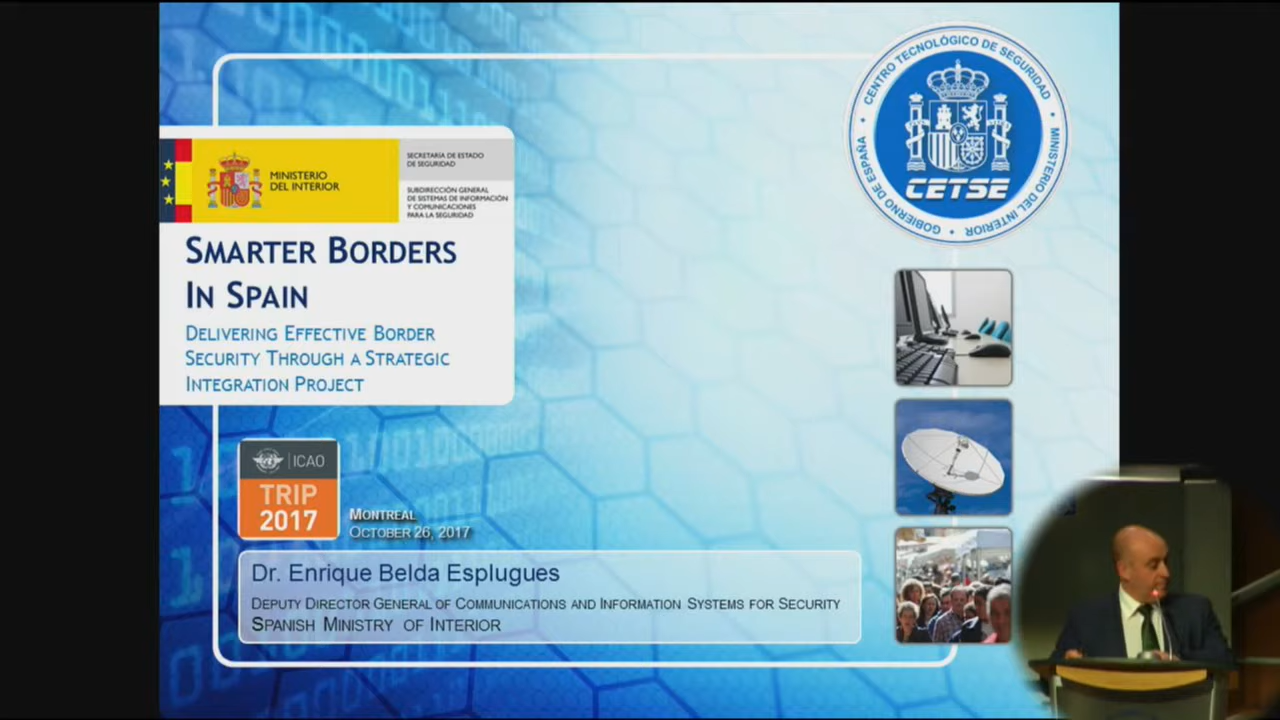 CENTRO TECNOLÓGICO DE SEGURIDAD • MINISTERIO DEL INTERIOR • GOBIERNO DE ESPAÑA •
CETSE
MINISTERIO
DEL INTERIOR
SECRETARIA DE ESTADO
DE SEGURIDAD
SUBDIRECCIÓN GENERAL
DE SISTEMAS DE INFORMACIÓN
Y COMUNICACIONES
PARA LA SEGURIDAD
SMARTER BORDERS
IN SPAIN
DELIVERING EFFECTIVE BORDER
SECURITY THROUGH A STRATEGIC
INTEGRATION PROJECT
ICAO
TRIP
2017
MONTREAL
OCTOBER 26, 2017
Dr. Enrique Belda Esplugues
DEPUTY DIRECTOR GENERAL OF COMMUNICATIONS AND INFORMATION SYSTEMS FOR SECURITY
SPANISH MINISTRY OF INTERIOR